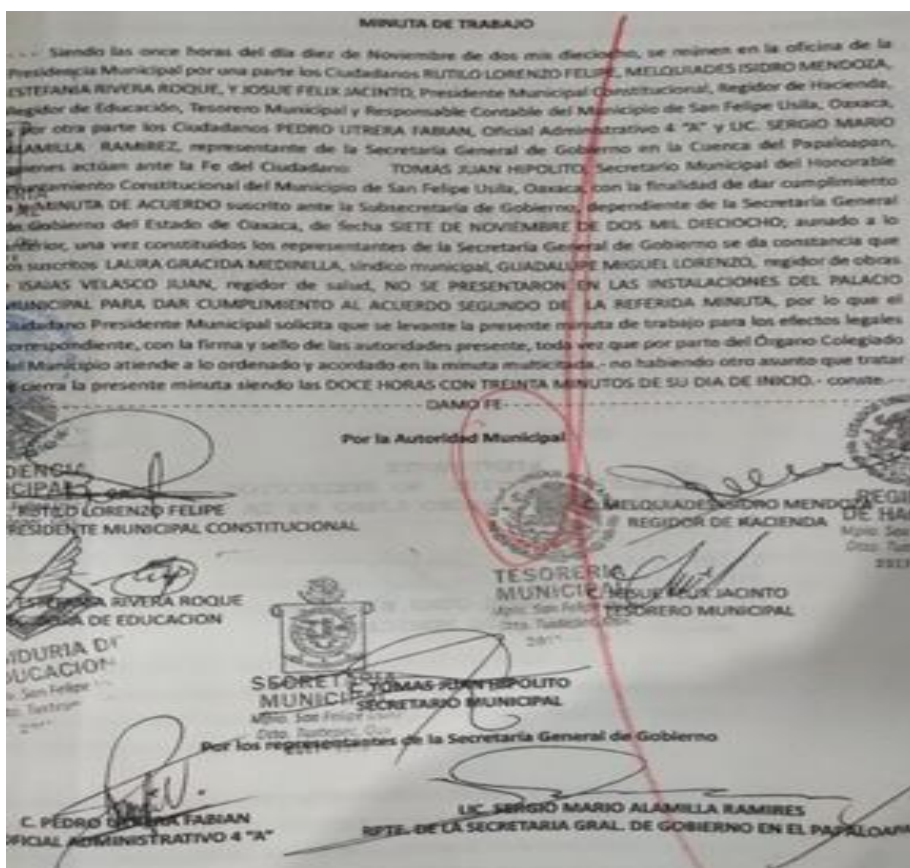 MINUTA DE TRABAJO
- - - Siendo las once horas del día diez de Noviembre de dos mis dieciocho, se reúnen en la oficina de la
Presidencia Municipal por una parte los Ciudadanos RUTILO LORENZO FELIPE, MELQUIADES ISIDRO MENDOZA,
ESTEFANIA RIVERA ROQUE, Y JOSUE FELIX JACINTO, Presidente Municipal Constitucional, Regidor de Hacienda,
Regidor de Educación, Tesorero Municipal y Responsable Contable del Municipio de San Felipe Usila, Oaxaca,
por otra parte los Ciudadanos PEDRO UTRERA FABIAN, Oficial Administrativo 4 "A" y LIC. SERGIO MARIO
ALAMILLA RAMIREZ, representante de la Secretaría General de Gobierno en la Cuenca del Papaloapan,
quienes actúan ante la Fe del Ciudadano TOMAS JUAN HIPOLITO, Secretario Municipal del Honorable
Ayuntamiento Constitucional del Municipio de San Felipe Usila, Oaxaca, con la finalidad de dar cumplimiento
MINUTA DE ACUERDO suscrito ante la Subsecretaría de Gobierno, dependiente de la Secretaría General
de Gobierno del Estado de Oaxaca, de fecha SIETE DE NOVIEMBRE DE DOS MIL DIECIOCHO; aunado a lo
anterior, una vez constituidos los representantes de la Secretaría General de Gobierno se da constancia que
los suscritos LAURA GRACIDA MEDINILLA, síndico municipal, GUADALUPE MIGUEL LORENZO, regidor de obras
ISAIAS VELASCO JUAN, regidor de salud, NO SE PRESENTARON EN LAS INSTALACIONES DEL PALACIO
MUNICIPAL PARA DAR CUMPLIMIENTO AL ACUERDO SEGUNDO DE LA REFERIDA MINUTA, por lo que el
Ciudadano Presidente Municipal solicita que se levante la presente minuta de trabajo para los efectos legales
correspondiente, con la firma y sello de las autoridades presente, toda vez que por parte del Órgano Colegiado
del Municipio atiende a lo ordenado y acordado en la minuta multicitada.- no habiendo otro asunto que tratar
se cierra la presente minuta siendo las DOCE HORAS CON TREINTA MINUTOS DE SU DIA DE INICIO.- conste.---
DAMO FE
Por la Autoridad Municipal
RUTILO LORENZO FELIPE
PRESIDENTE MUNICIPAL CONSTITUCIONAL
C. MELQUIADES ISIDRO MENDOZA
REGIDOR DE HACIENDA
TESORERIA
MUNICIPAL
Mpio. San Felipe
ESTEFANIA RIVERA ROQUE
REGIDORA DE EDUCACION
C. JOSUE FELIX JACINTO
TESORERO MUNICIPAL
SECRETARIA
MUNICIPAL
Mpio. San Felipe
C. TOMAS JUAN HIPOLITO
SECRETARIO MUNICIPAL
Por los representantes de la Secretaría General de Gobierno
C. PEDRO UTRERA FABIAN
OFICIAL ADMINISTRATIVO 4 "A"
LIC. SERGIO MARIO ALAMILLA RAMIRES
RPTE. DE LA SECRETARIA GRAL. DE GOBIERNO EN EL PAPALOAPA